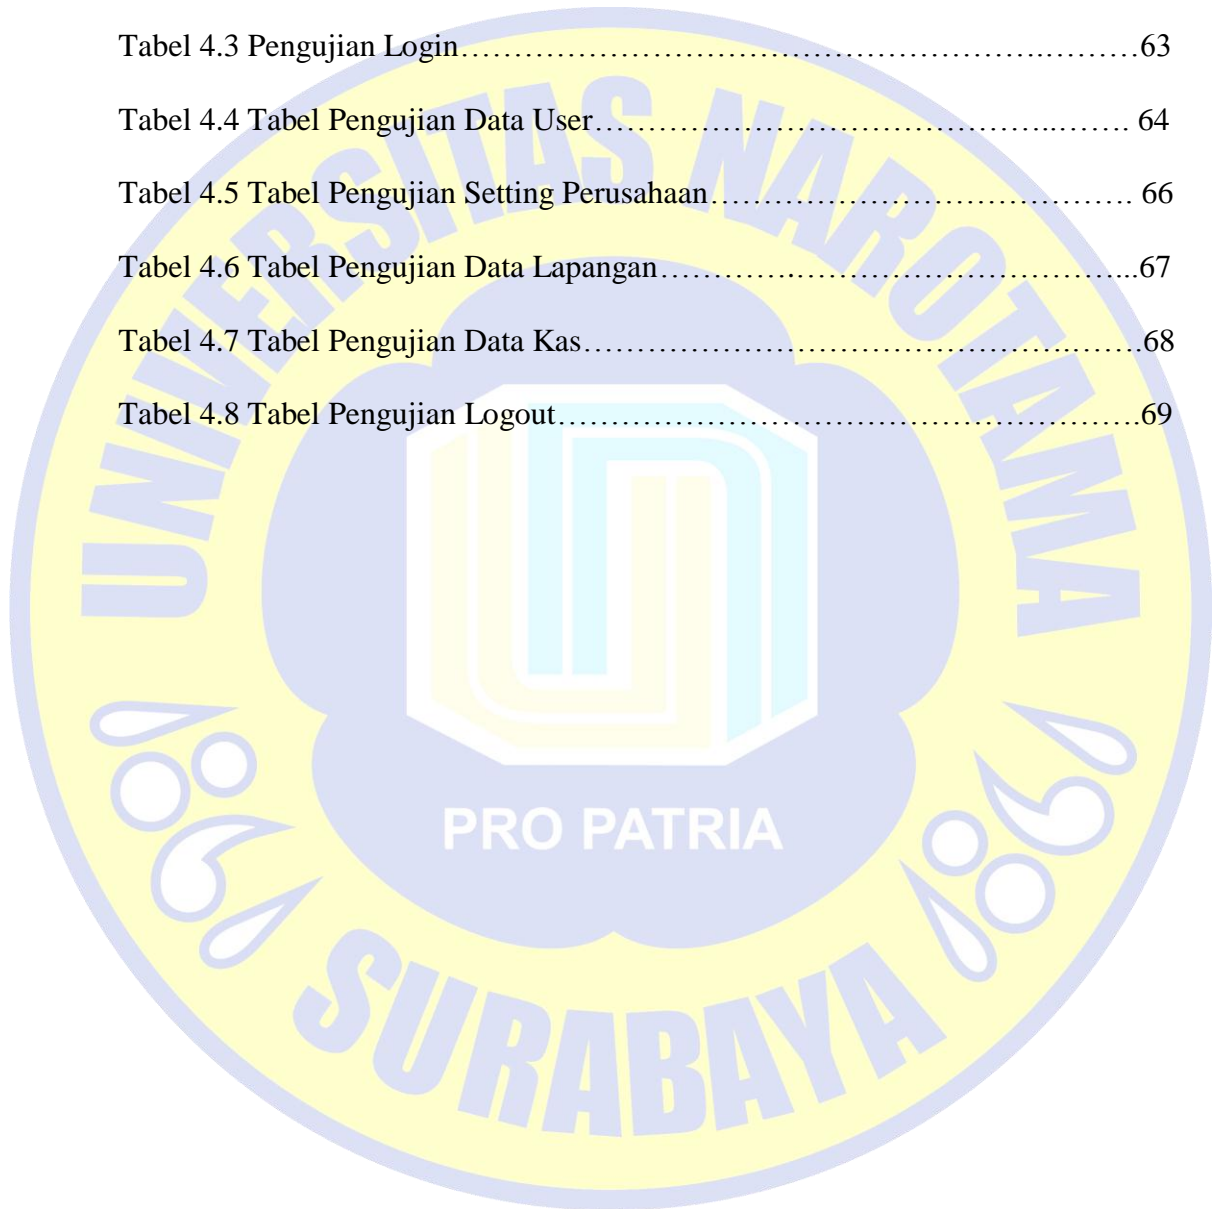 Tabel 4.3 Pengujian Login……………………………….…………………….………63
Tabel 4.4 Tabel Pengujian Data User…………………………………………..……. 64
Tabel 4.5 Tabel Pengujian Setting Perusahaan………………………………………. 66
Tabel 4.6 Tabel Pengujian Data Lapangan…………..………………………………...67
Tabel 4.7 Tabel Pengujian Data Kas…………………………………………….…….68
Tabel 4.8 Tabel Pengujian Logout……………………………………………………….69
UNIVERSITAS NAROTAMA
PRO PATRIA
SURABAYA